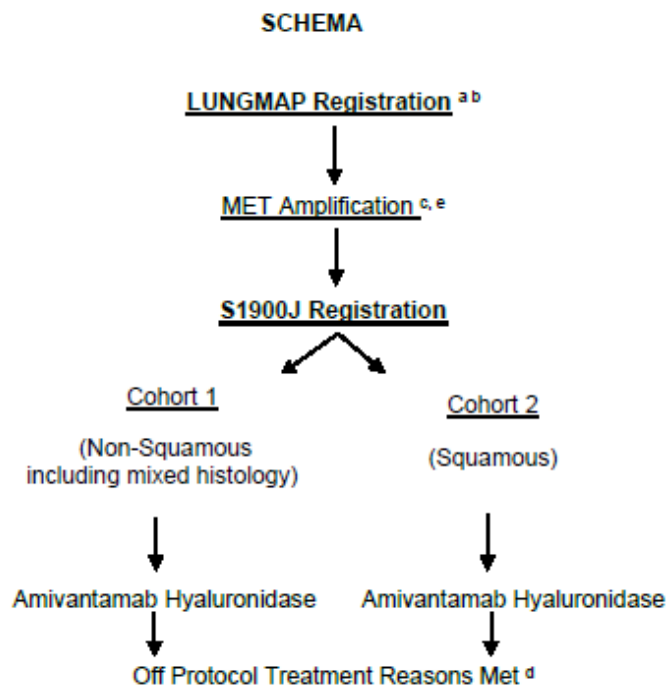 SCHEMA
LUNGMAP Registration a b
MET Amplification c, e
S1900J Registration
Cohort 1
(Non-Squamous
including mixed histology)
Cohort 2
(Squamous)
Amivantamab Hyaluronidase
Amivantamab Hyaluronidase
Off Protocol Treatment Reasons Met d